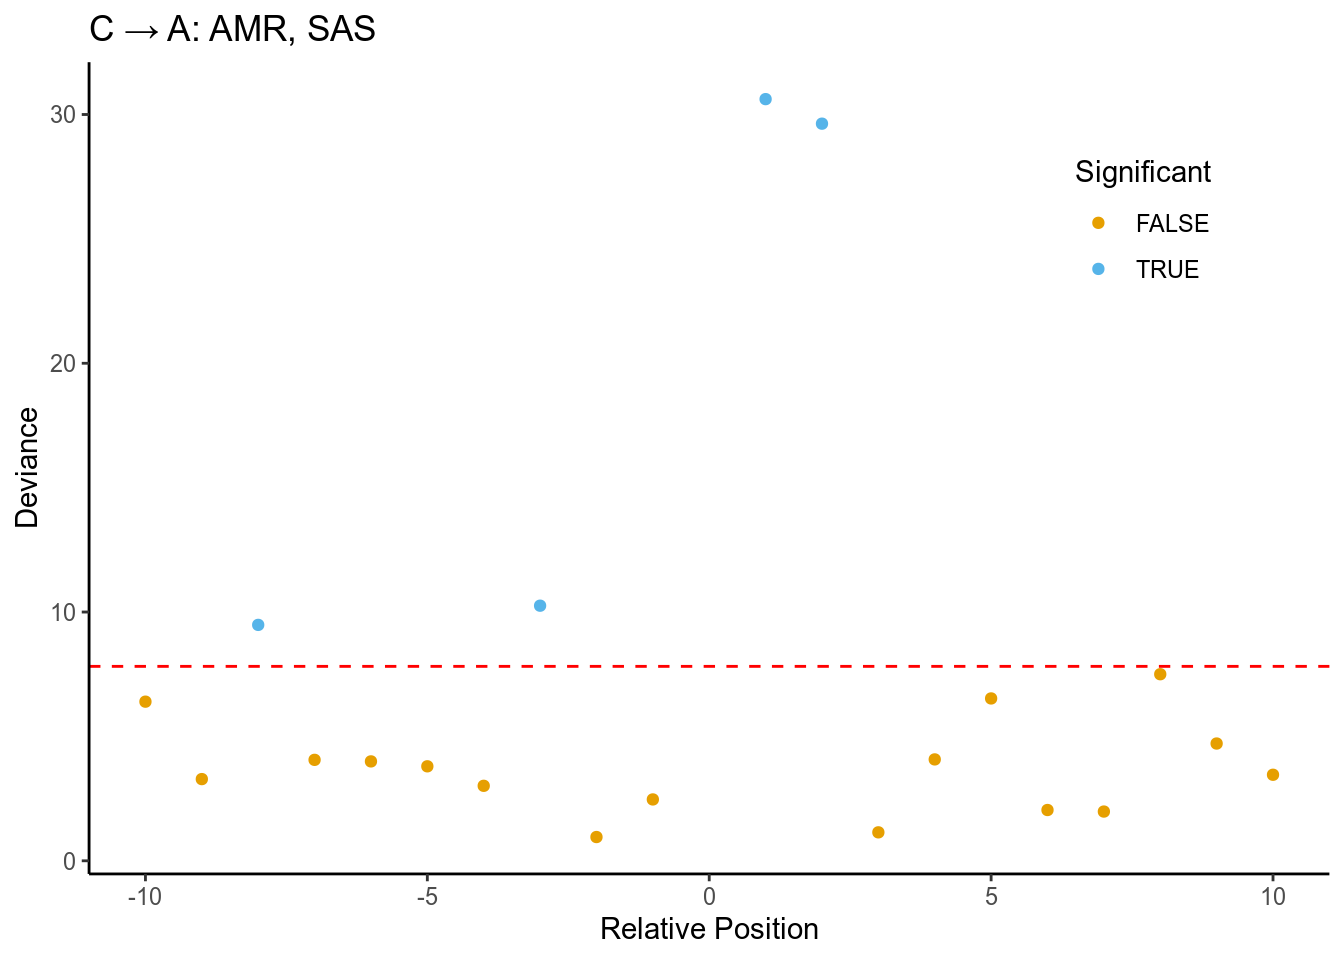 C → A: AMR, SAS
30
20
10
0
Deviance
Significant
FALSE
TRUE
-10
-5
0
5
10
Relative Position